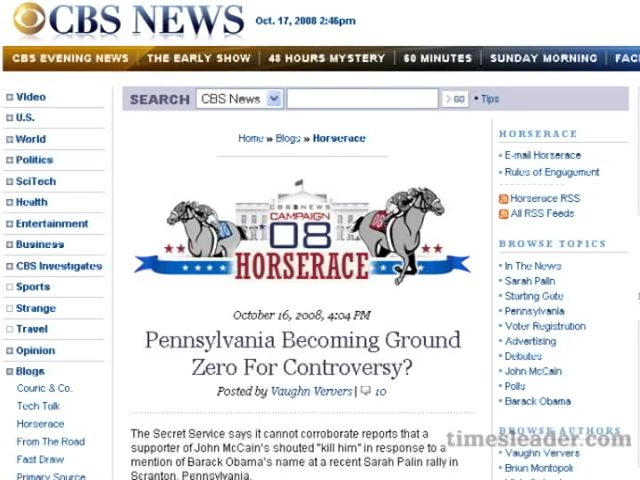 CBS NEWS Oct. 17, 2008 2:46pm
CBS EVENING NEWS THE EARLY SHOW 48 HOURS MYSTERY 60 MINUTES SUNDAY MORNING
Video
U.S.
World
Politics
SciTech
Health
Entertainment
Business
CBS Investigates
Sports
Strange
Travel
Opinion
Blogs
Couric & Co.
Tech Talk
Horserace
From The Road
Fast Draw
Primary Source
SEARCH CBS News GO • Tips
Home » Blogs » Horserace
CBS NEWS
CAMPAIGN
08
HORSERACE
October 16, 2008, 4:04 PM
Pennsylvania Becoming Ground
Zero For Controversy?
Posted by Vaughn Ververs | 10
The Secret Service says it cannot corroborate reports that a
supporter of John McCain's shouted "kill him" in response to a
mention of Barack Obama's name at a recent Sarah Palin rally in
Scranton, Pennsylvania.
HORSERACE
• E-mail Horserace
• Rules of Engugement
Horserace RSS
All RSS Feeds
BROWSE TOPICS
• In The News
• Sarah Palin
• Starting Gate
• Pennsylvania
• Voter Registration
• Advertising
• Debates
• John McCain
• Polls
• Barack Obama
BROWSE AUTHORS
• Vaughn Ververs
• Brian Montopoli
timesleader.com